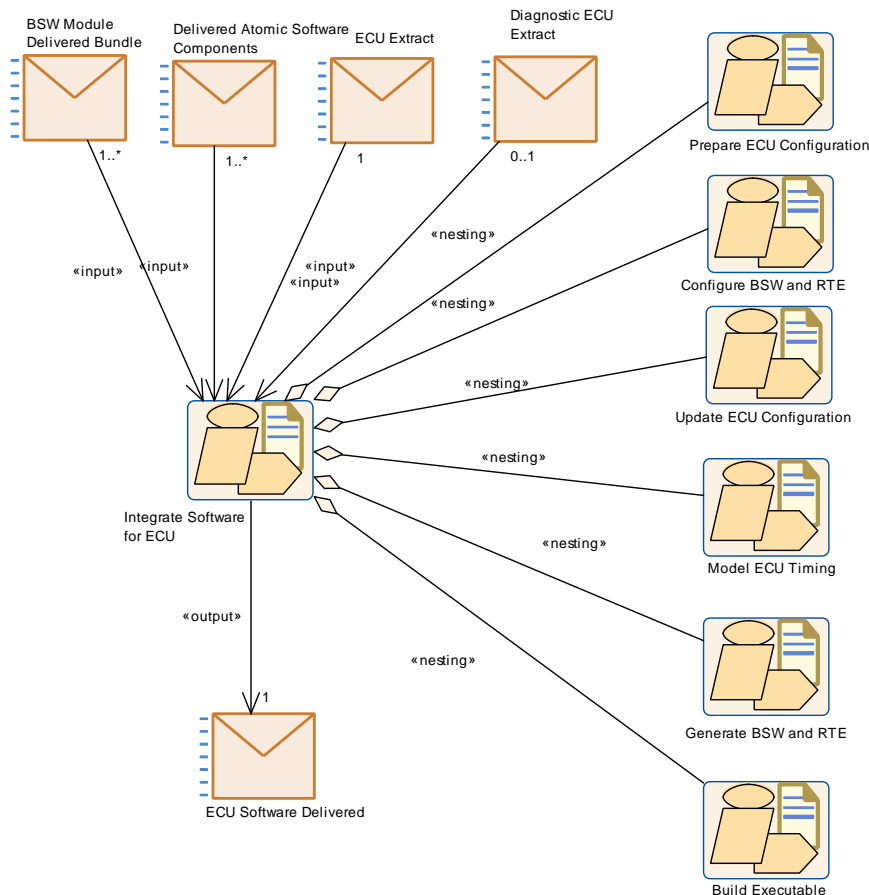 BSW Module
Delivered Bundle
Delivered Atomic Software
Components
ECU Extract
Diagnostic ECU
Extract
1..*
1..*
1
0..1
Prepare ECU Configuration
«nesting»
«input»
«input»
«input»
«input»
«nesting»
Configure BSW and RTE
«nesting»
Update ECU Configuration
«nesting»
Integrate Software
for ECU
«nesting»
Model ECU Timing
«output»
«nesting»
1
Generate BSW and RTE
ECU Software Delivered
Build Executable